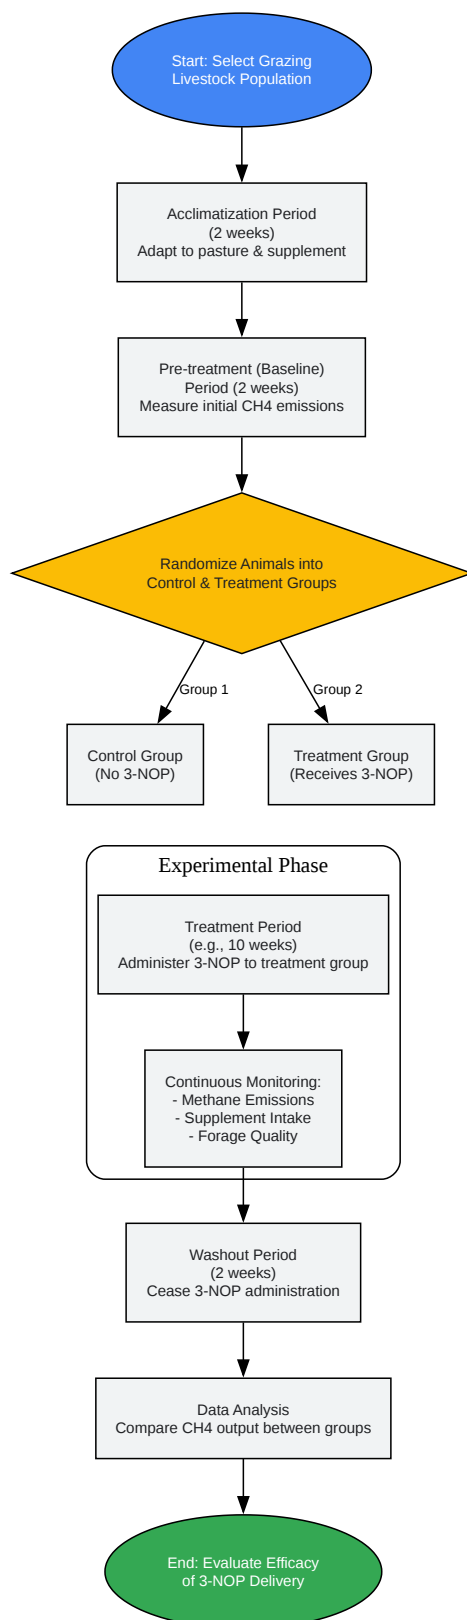 Start: Select Grazing
Livestock Population
Acclimatization Period
(2 weeks)
Adapt to pasture & supplement
Pre-treatment (Baseline)
Period (2 weeks)
Measure initial CH4 emissions
Randomize Animals into
Control & Treatment Groups
Group 1
Group 2
Control Group
(No 3-NOP)
Treatment Group
(Receives 3-NOP)
Experimental Phase
Treatment Period
(e.g., 10 weeks)
Administer 3-NOP to treatment group
Continuous Monitoring:
- Methane Emissions
- Supplement Intake
- Forage Quality
Washout Period
(2 weeks)
Cease 3-NOP administration
Data Analysis
Compare CH4 output between groups
End: Evaluate Efficacy
of 3-NOP Delivery